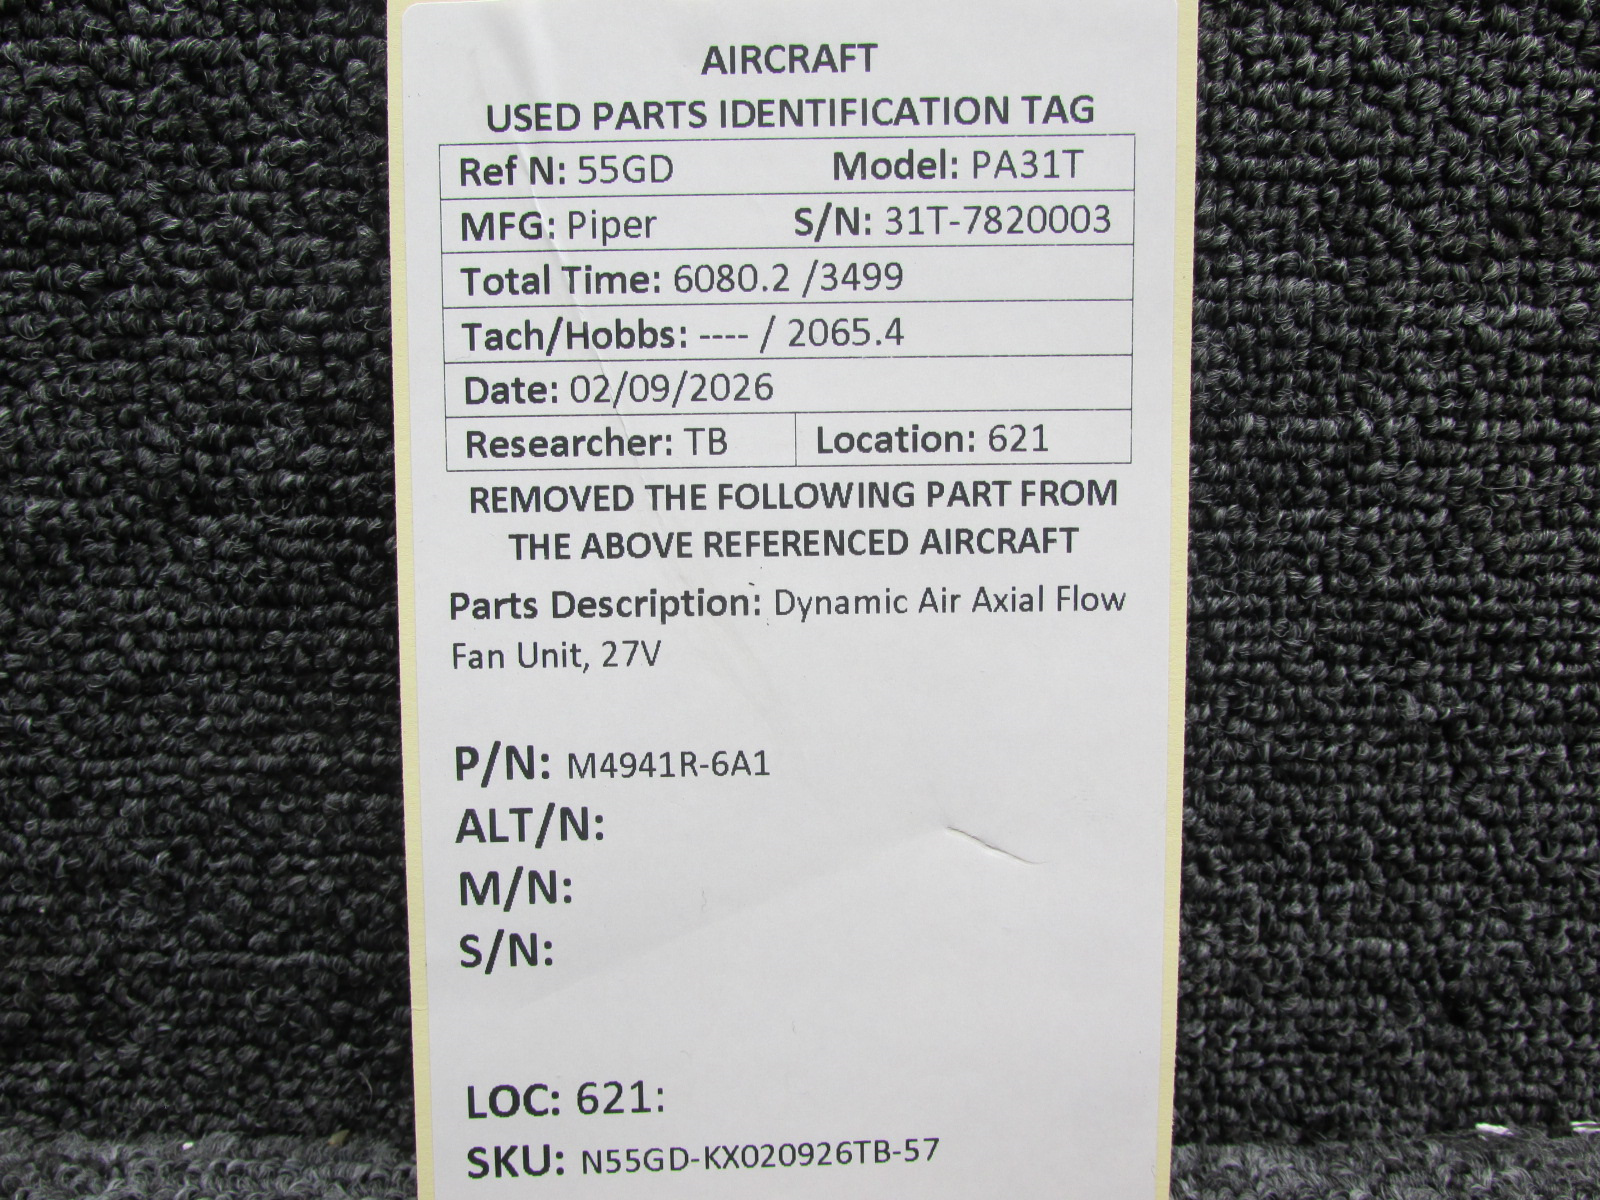 AIRCRAFT
USED PARTS IDENTIFICATION TAG
Ref N: 55GD Model: PA31T
MFG: Piper S/N: 31T-7820003
Total Time: 6080.2 /3499
Tach/Hobbs: ---- / 2065.4
Date: 02/09/2026
Researcher: TB Location: 621
REMOVED THE FOLLOWING PART FROM
THE ABOVE REFERENCED AIRCRAFT
Parts Description: Dynamic Air Axial Flow
Fan Unit, 27V
P/N: M4941R-6A1
ALT/N:
M/N:
S/N:
LOC: 621:
SKU: N55GD-KX020926TB-57